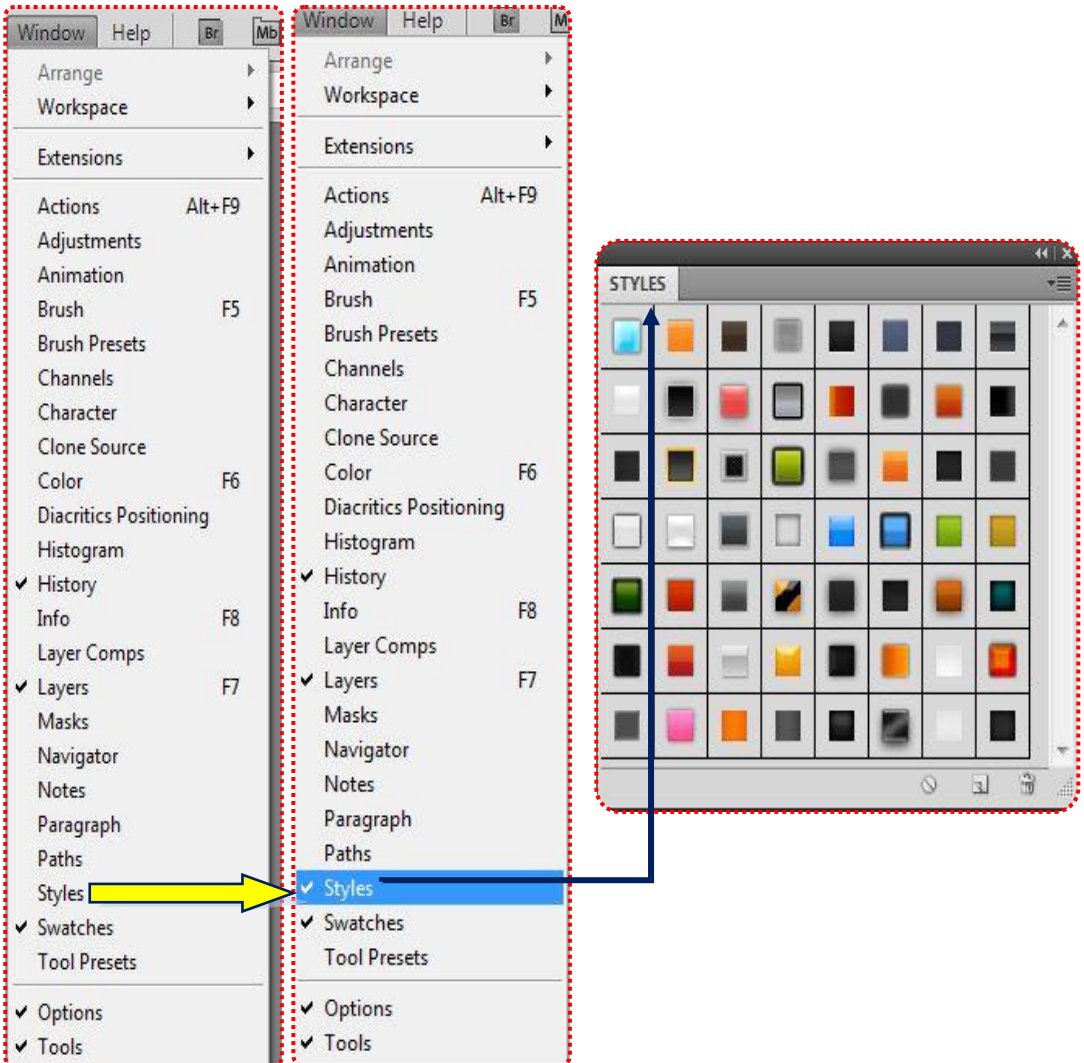 Window Help Br Mb
Arrange
Workspace
Extensions
Actions Alt+F9
Adjustments
Animation
Brush F5
Brush Presets
Channels
Character
Clone Source
Color F6
Diacritics Positioning
Histogram
History
Info F8
Layer Comps
Layers F7
Masks
Navigator
Notes
Paragraph
Paths
Styles
Swatches
Tool Presets
Options
Tools
Window Help Br M
Arrange
Workspace
Extensions
Actions Alt+F9
Adjustments
Animation
Brush F5
Brush Presets
Channels
Character
Clone Source
Color F6
Diacritics Positioning
Histogram
History
Info F8
Layer Comps
Layers F7
Masks
Navigator
Notes
Paragraph
Paths
Styles
Swatches
Tool Presets
Options
Tools
STYLES